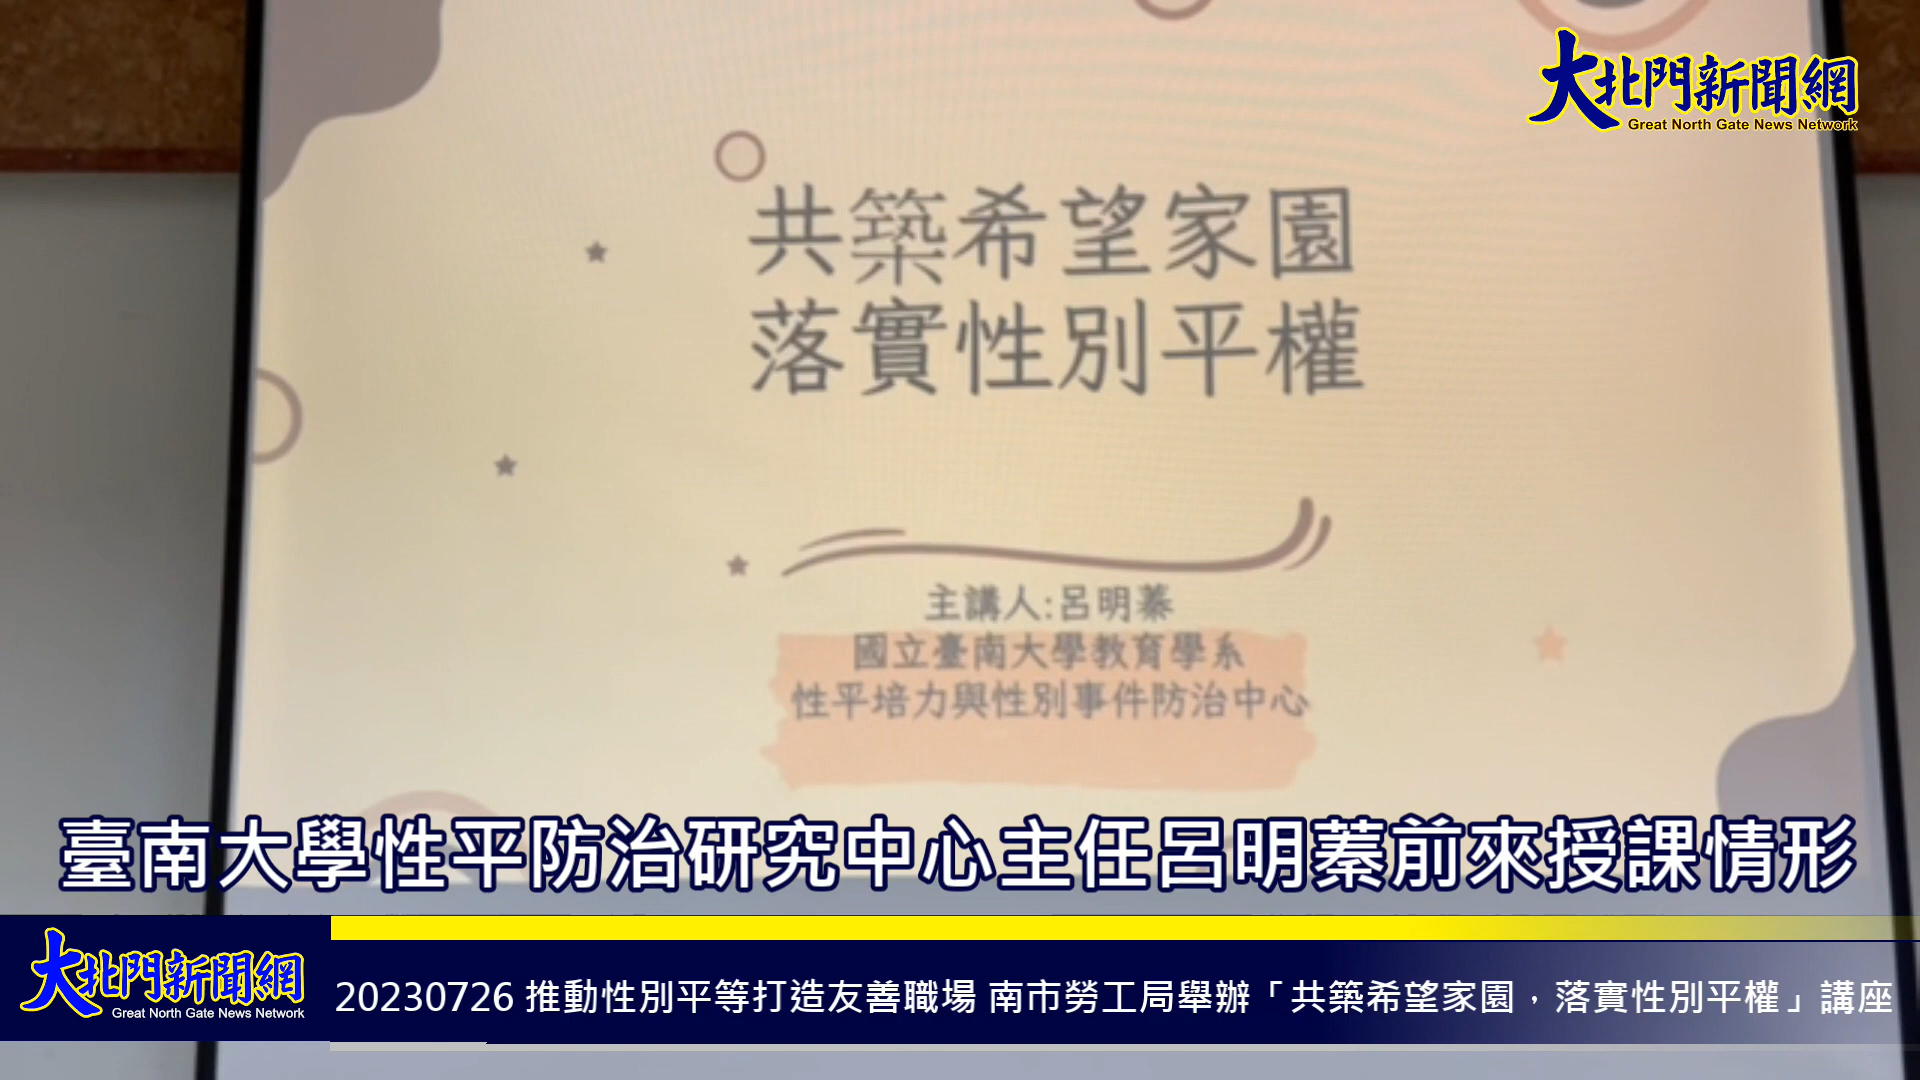 大北門新聞網
Great North Gate News Network
共築希望家園
落實性別平權
主講人:呂明蓁
國立臺南大學教育學系
性平培力與性別事件防治中心
臺南大學性平防治研究中心主任呂明蓁前來授課情形
大北門新聞網
Great North Gate News Network
20230726 推動性別平等打造友善職場 南市勞工局舉辦「共築希望家園，落實性別平權」講座